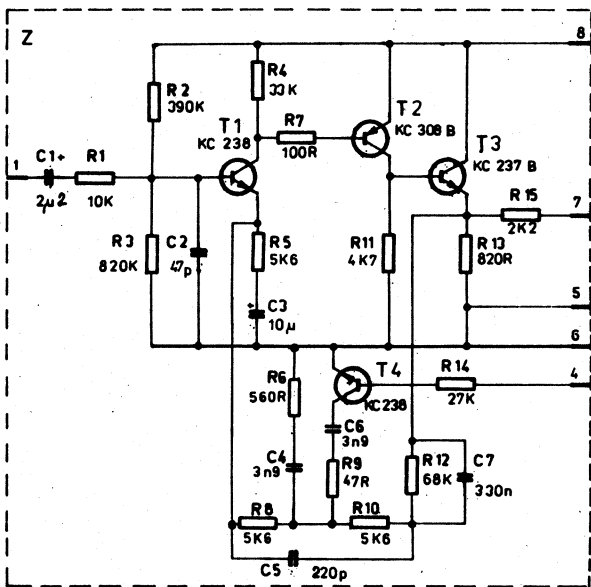 Z
8
R2
390K
R4
33K
R7
100R
T1
KC 238
T2
KC 308 B
T3
KC 237 B
1
C1+
2µ2
R1
10K
R15
2K2
7
R3
820K
C2
47p
R5
5K6
R11
4K7
R13
820R
5
+
C3
10µ
6
R6
560R
T4
KC238
R14
27K
4
C6
3n9
C4
3n9
R9
47R
R12
68K
C7
330n
R8
5K6
R10
5K6
C5
220p